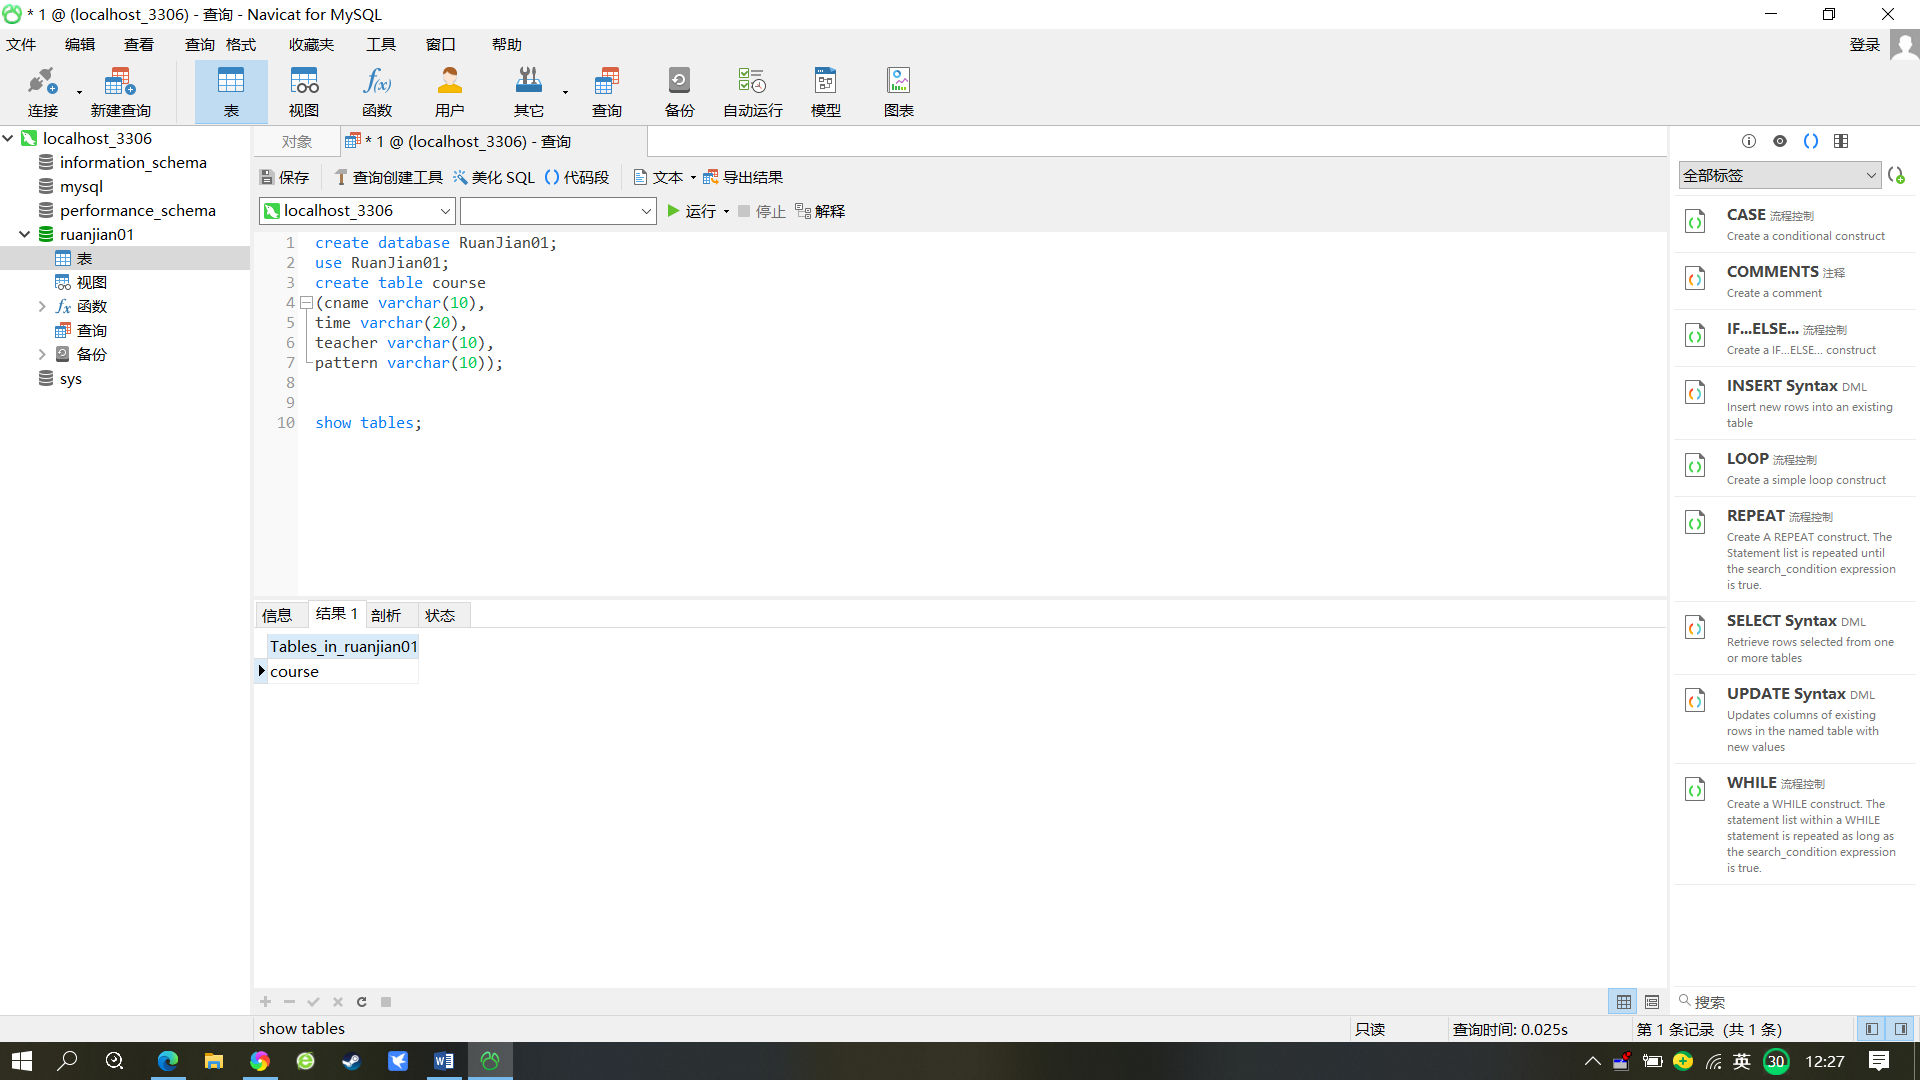 * 1 @ (localhost_3306) - 查询 - Navicat for MySQL
文件 编辑 查看 查询 格式 收藏夹 工具 窗口 帮助 登录
连接 新建查询 表 视图 函数 用户 其它 查询 备份 自动运行 模型 图表
localhost_3306
information_schema
mysql
performance_schema
ruanjian01
表
视图
函数
查询
备份
sys
对象 * 1 @ (localhost_3306) - 查询
保存 查询创建工具 美化 SQL 代码段 文本 导出结果
localhost_3306 运行 停止 解释
1 create database RuanJian01;
2 use RuanJian01;
3 create table course
4 (cname varchar(10),
5 time varchar(20),
6 teacher varchar(10),
7 pattern varchar(10));
8
9
10 show tables;
信息 结果 1 剖析 状态
Tables_in_ruanjian01
course
全部标签
CASE 流程控制
Create a conditional construct
COMMENTS 注释
Create a comment
IF...ELSE... 流程控制
Create a IF...ELSE... construct
INSERT Syntax DML
Insert new rows into an existing
table
LOOP 流程控制
Create a simple loop construct
REPEAT 流程控制
Create A REPEAT construct. The
Statement list is repeated until
the search_condition expression
is true.
SELECT Syntax DML
Retrieve rows selected from one
or more tables
UPDATE Syntax DML
Updates columns of existing
rows in the named table with
new values
WHILE 流程控制
Create a WHILE construct. The
statement list within a WHILE
statement is repeated as long as
the search_condition expression
is true.
搜索
show tables 只读 查询时间: 0.025s 第 1 条记录 (共 1 条)
英 30 12:27